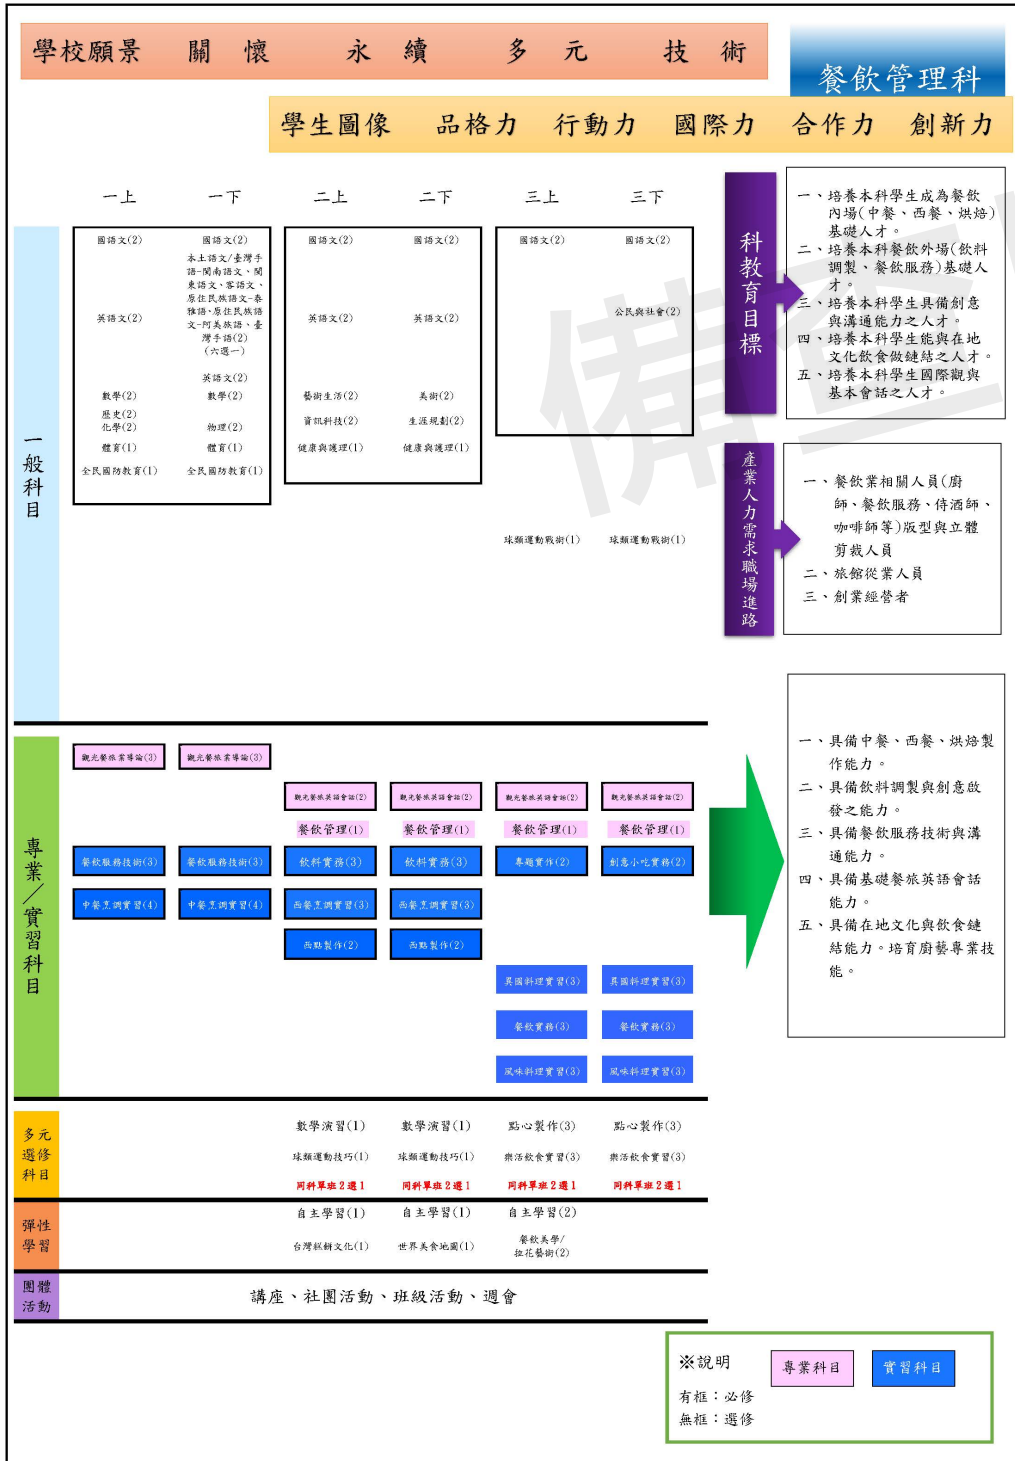 學校願景 關 懷 永 續 多 元 技 術
餐飲管理科
學生圖像 品格力 行動力 國際力 合作力 創新力
一上 一下 二上 二下 三上 三下
一般科目
國語文(2)
英語文(2)
數學(2)
歷史(2)
化學(2)
體育(1)
全民國防教育(1)
國語文(2)
本土語文/臺灣手
語-閩南語文、閩
東語文、客語文、
原住民族語文-泰
雅語、原住民族語
文-阿美族語、臺
灣手語(2)
(六選一)
英語文(2)
數學(2)
物理(2)
體育(1)
全民國防教育(1)
國語文(2)
英語文(2)
藝術生活(2)
資訊科技(2)
健康與護理(1)
國語文(2)
英語文(2)
美術(2)
生涯規劃(2)
健康與護理(1)
國語文(2)
球類運動戰術(1)
國語文(2)
公民與社會(2)
球類運動戰術(1)
科教育目標
一、培養本科學生成為餐飲
內場(中餐、西餐、烘焙)
基礎人才。
二、培養本科餐飲外場(飲料
調製、餐飲服務)基礎人
才。
三、培養本科學生具備創意
與溝通能力之人才。
四、培養本科學生能與在地
文化飲食做鏈結之人才。
五、培養本科學生國際觀與
基本會話之人才。
備查
產業人力需求職場進路
一、餐飲業相關人員(廚
師、餐飲服務、侍酒師、
咖啡師等)版型與立體
剪裁人員
二、旅館從業人員
三、創業經營者
專業／實習科目
觀光餐旅業導論(3) 觀光餐旅業導論(3)
觀光餐旅英語會話(2) 觀光餐旅英語會話(2) 觀光餐旅英語會話(2) 觀光餐旅英語會話(2)
餐飲管理(1) 餐飲管理(1) 餐飲管理(1) 餐飲管理(1)
餐飲服務技術(3) 餐飲服務技術(3) 飲料實務(3) 飲料實務(3) 專題實作(2) 創意小吃實務(2)
中餐烹調實習(4) 中餐烹調實習(4) 西餐烹調實習(3) 西餐烹調實習(3)
西點製作(2) 西點製作(2)
異國料理實習(3) 異國料理實習(3)
餐飲實務(3) 餐飲實務(3)
風味料理實習(3) 風味料理實習(3)
一、具備中餐、西餐、烘焙製
作能力。
二、具備飲料調製與創意啟
發之能力。
三、具備餐飲服務技術與溝
通能力。
四、具備基礎餐旅英語會話
能力。
五、具備在地文化與飲食鏈
結能力。培育廚藝專業技
能。
多元
選修
科目
數學演習(1) 數學演習(1) 點心製作(3) 點心製作(3)
球類運動技巧(1) 球類運動技巧(1) 樂活飲食實習(3) 樂活飲食實習(3)
同科單班2選1 同科單班2選1 同科單班2選1 同科單班2選1
彈性
學習
自主學習(1) 自主學習(1) 自主學習(2)
台灣糕餅文化(1) 世界美食地圖(1) 餐飲美學/
拉花藝術(2)
團體
活動
講座、社團活動、班級活動、週會
※說明 專業科目 實習科目
有框：必修
無框：選修